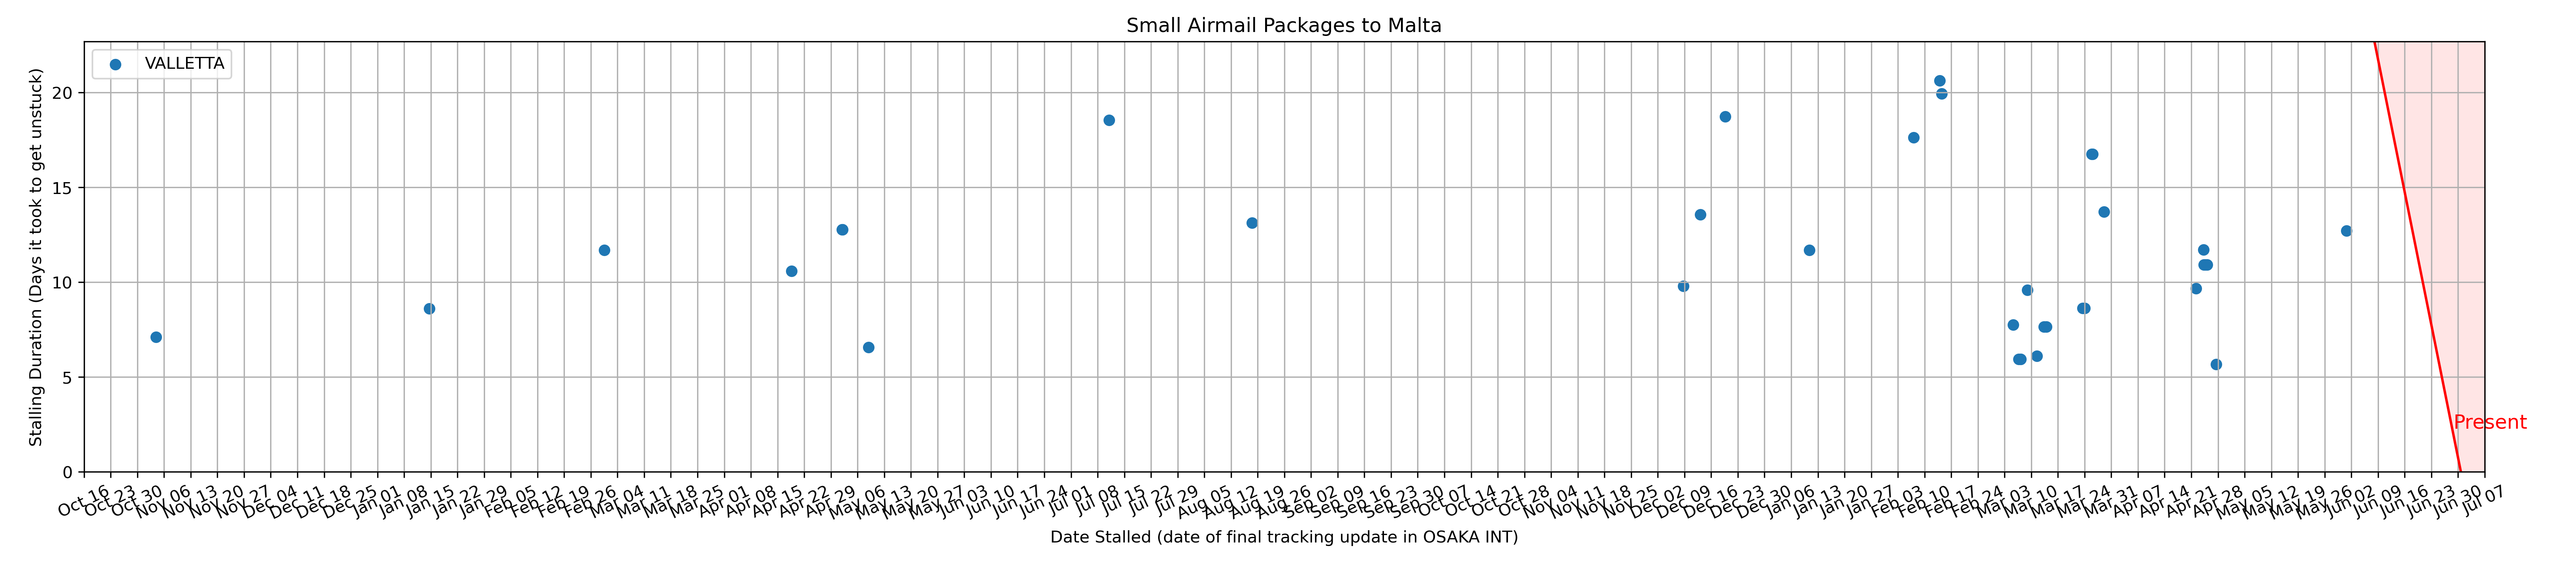 Small Airmail Packages to Malta
VALLETTA
Stalling Duration (Days it took to get unstuck)
20
15
10
5
0
Present
Oct 16 Oct 23 Oct 30 Nov 06 Nov 13 Nov 20 Nov 27 Dec 04 Dec 11 Dec 18 Dec 25 Jan 01 Jan 08 Jan 15 Jan 22 Jan 29 Feb 05 Feb 12 Feb 19 Feb 26 Mar 04 Mar 11 Mar 18 Mar 25 Apr 01 Apr 08 Apr 15 Apr 22 Apr 29 May 06 May 13 May 20 May 27 Jun 03 Jun 10 Jun 17 Jun 24 Jul 01 Jul 08 Jul 15 Jul 22 Jul 29 Aug 05 Aug 12 Aug 19 Aug 26 Sep 02 Sep 09 Sep 16 Sep 23 Sep 30 Oct 07 Oct 14 Oct 21 Oct 28 Nov 04 Nov 11 Nov 18 Nov 25 Dec 02 Dec 09 Dec 16 Dec 23 Dec 30 Jan 06 Jan 13 Jan 20 Jan 27 Feb 03 Feb 10 Feb 17 Feb 24 Mar 03 Mar 10 Mar 17 Mar 24 Mar 31 Apr 07 Apr 14 Apr 21 Apr 28 May 05 May 12 May 19 May 26 Jun 02 Jun 09 Jun 16 Jun 23 Jun 30 Jul 07
Date Stalled (date of final tracking update in OSAKA INT)